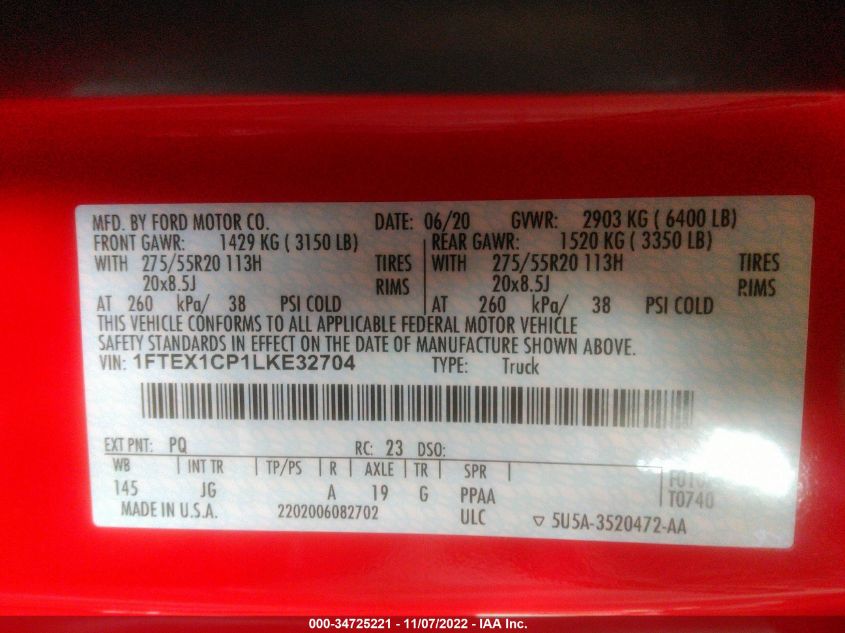 MFD. BY FORD MOTOR CO. DATE: 06/20 GVWR: 2903 KG ( 6400 LB)
FRONT GAWR: 1429 KG ( 3150 LB) REAR GAWR: 1520 KG ( 3350 LB)
WITH 275/55R20 113H TIRES WITH 275/55R20 113H TIRES
20x8.5J RIMS 20x8.5J RIMS
AT 260 kPa/ 38 PSI COLD AT 260 kPa/ 38 PSI COLD
THIS VEHICLE CONFORMS TO ALL APPLICABLE FEDERAL MOTOR VEHICLE
SAFETY STANDARDS IN EFFECT ON THE DATE OF MANUFACTURE SHOWN ABOVE.
VIN: 1FTEX1CP1LKE32704 TYPE: Truck
EXT PNT: PQ RC: 23 DSO:
WB INT TR TP/PS R AXLE TR SPR
145 JG A 19 G PPAA T0740
MADE IN U.S.A. 2202006082702 ULC ▽ 5U5A-3520472-AA
000-34725221 - 11/07/2022 - IAA Inc.